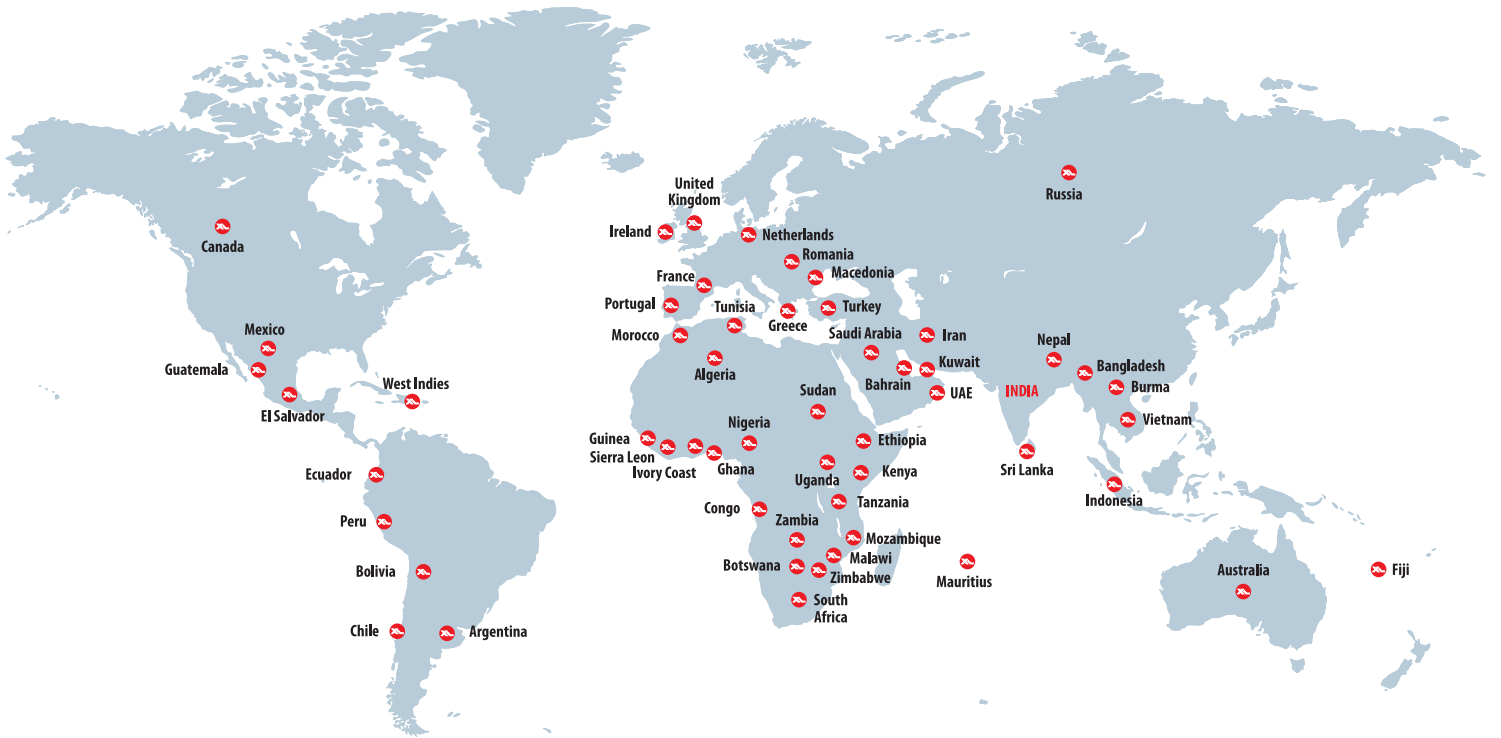 United
Kingdom
Russia
Ireland
Netherlands
Canada
Romania
Macedonia
France
Portugal
Tunisia
Turkey
Greece
Mexico
Morocco
Saudi Arabia
Iran
Nepal
Guatemala
Algeria
Kuwait
Bangladesh
West Indies
Bahrain
Burma
El Salvador
Sudan
UAE
INDIA
Nigeria
Vietnam
Guinea
Ethiopia
Sierra Leon
Ivory Coast
Ghana
Uganda
Kenya
Sri Lanka
Ecuador
Indonesia
Congo
Tanzania
Peru
Zambia
Mozambique
Malawi
Bolivia
Botswana
Zimbabwe
Mauritius
Australia
Fiji
South
Africa
Chile
Argentina